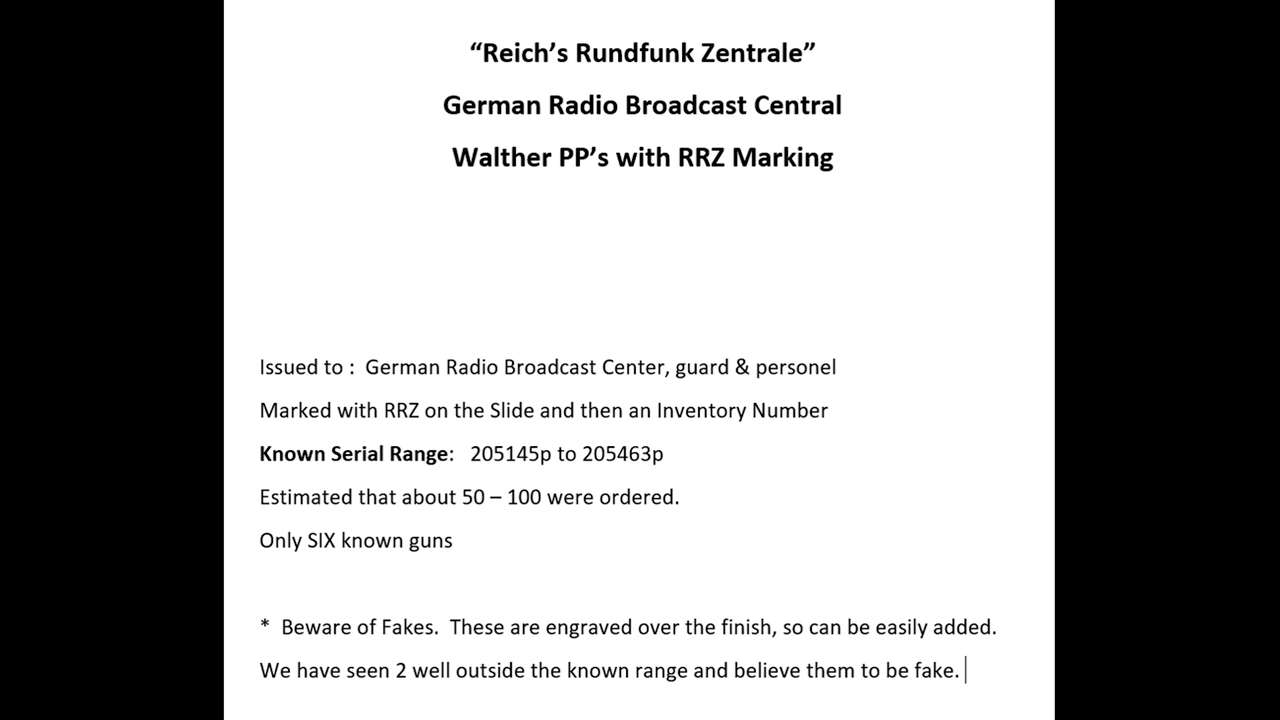 “Reich’s Rundfunk Zentrale”
German Radio Broadcast Central
Walther PP’s with RRZ Marking
Issued to :  German Radio Broadcast Center, guard & personel
Marked with RRZ on the Slide and then an Inventory Number
Known Serial Range:   205145p to 205463p
Estimated that about 50 – 100 were ordered.
Only SIX known guns
*  Beware of Fakes.  These are engraved over the finish, so can be easily added.
We have seen 2 well outside the known range and believe them to be fake.